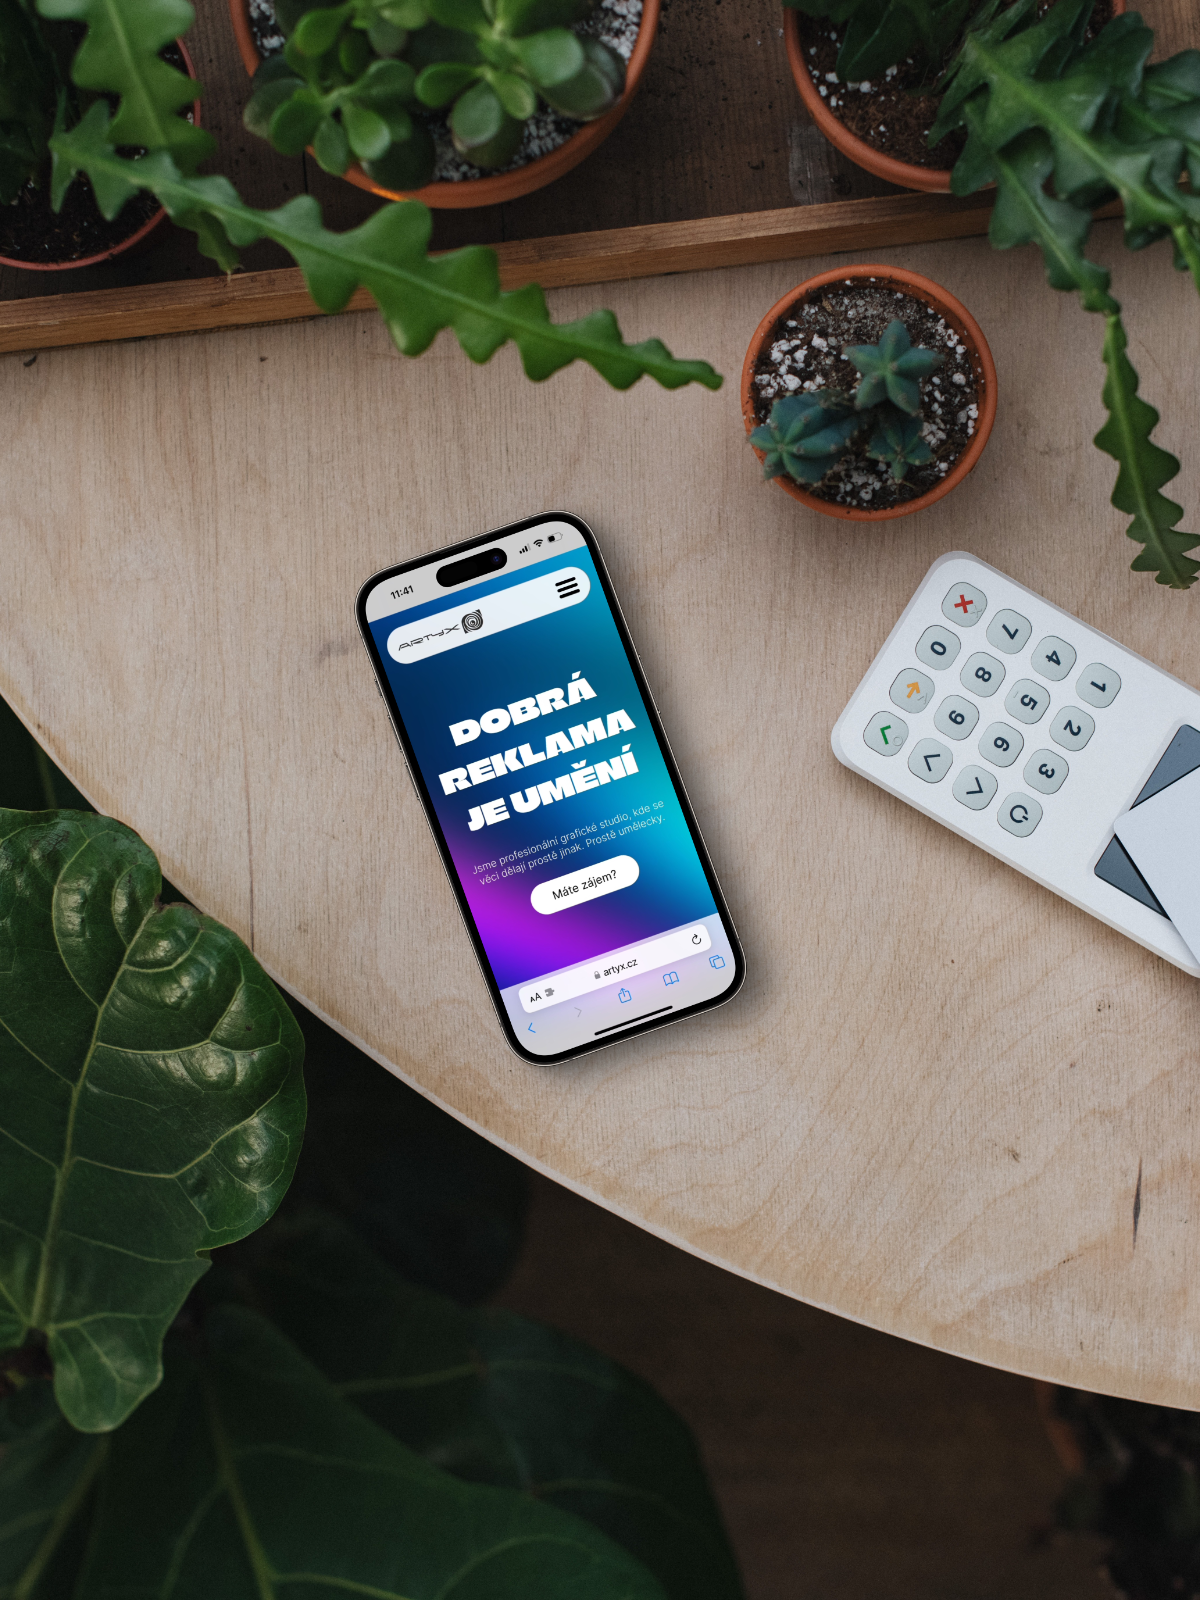 11:41
ARTYX
DOBRÁ
REKLAMA
JE UMĚNÍ
Jsme profesionální grafické studio, kde se
věci dělají prostě jinak. Prostě umělecky.
Máte zájem?
AA
artyx.cz
1
2
3
4
5
6
7
8
9
0